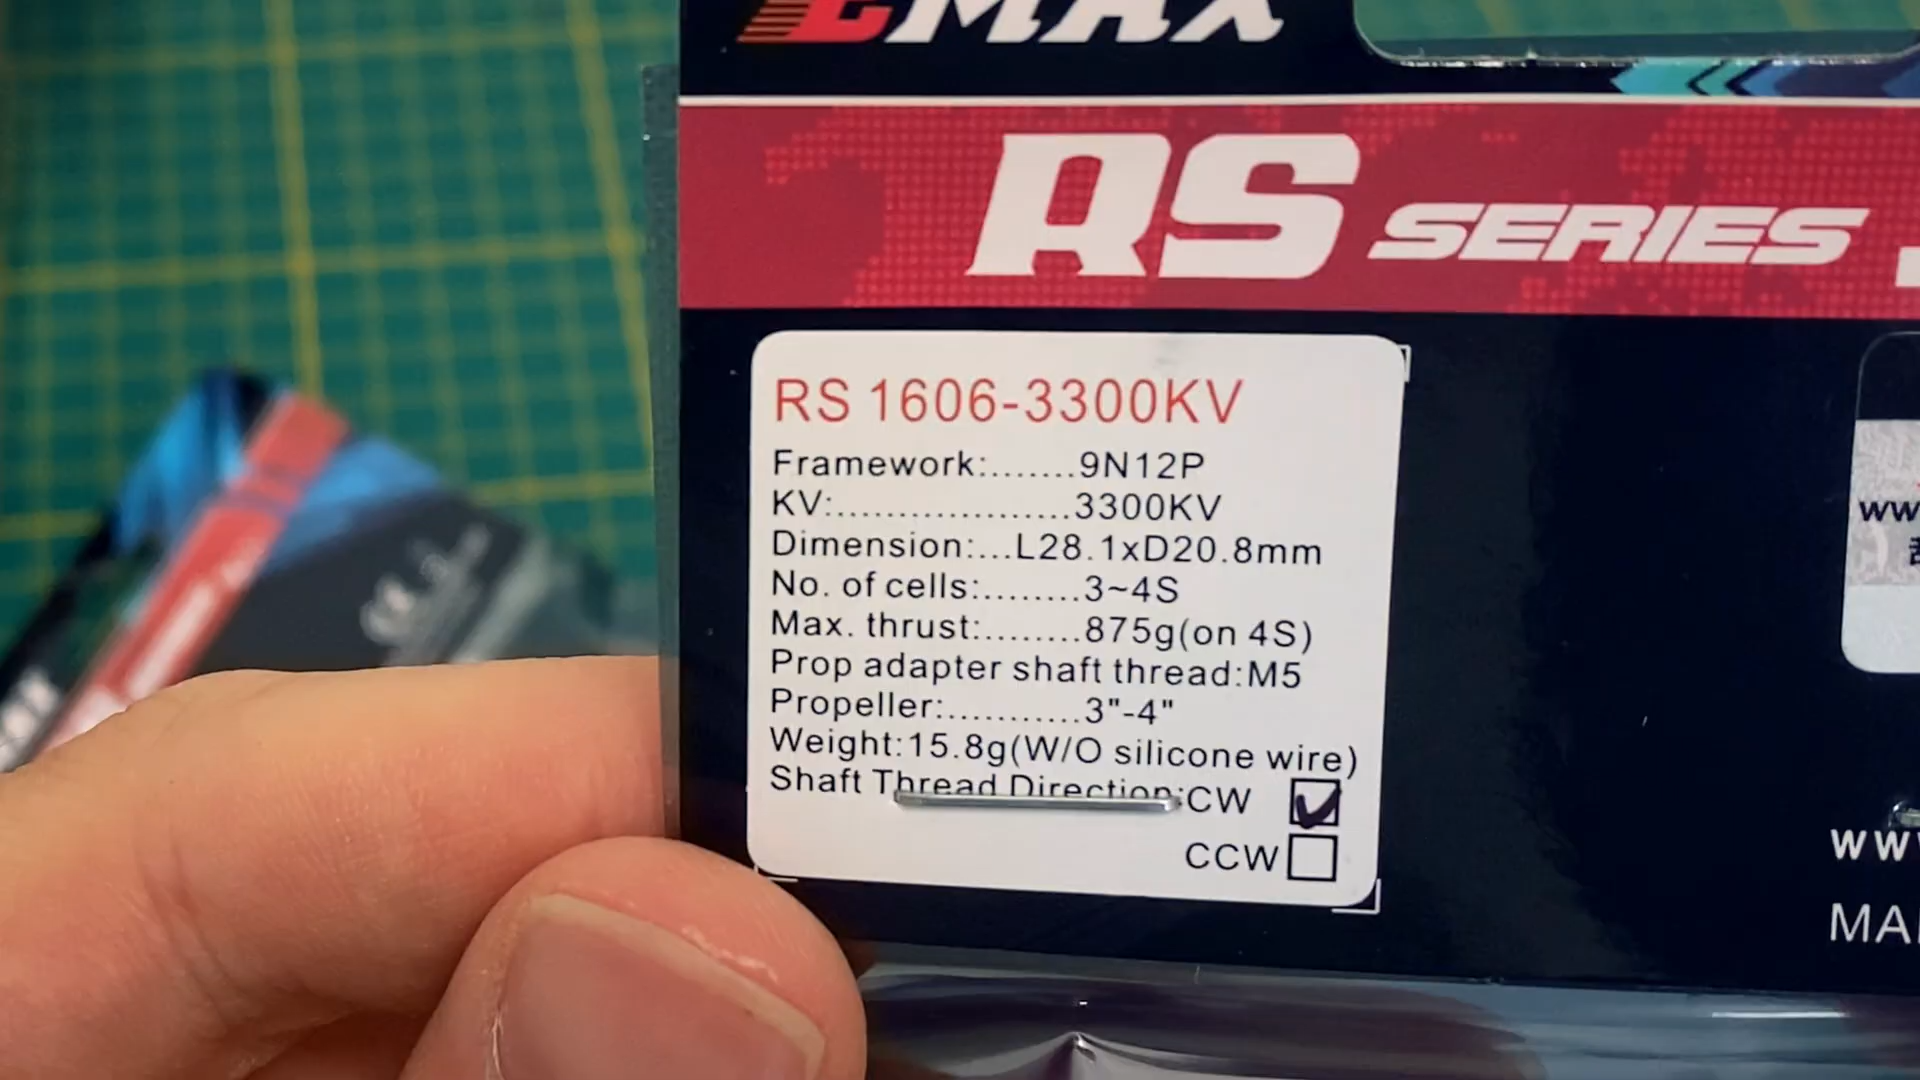 EMAX
RS SERIES
RS 1606-3300KV
Framework:.......9N12P
KV:...................3300KV
Dimension:...L28.1xD20.8mm
No. of cells:........3~4S
Max. thrust:........875g(on 4S)
Prop adapter shaft thread:M5
Propeller:...........3"-4"
Weight:15.8g(W/O silicone wire)
Shaft Thread Direction:CW
CCW